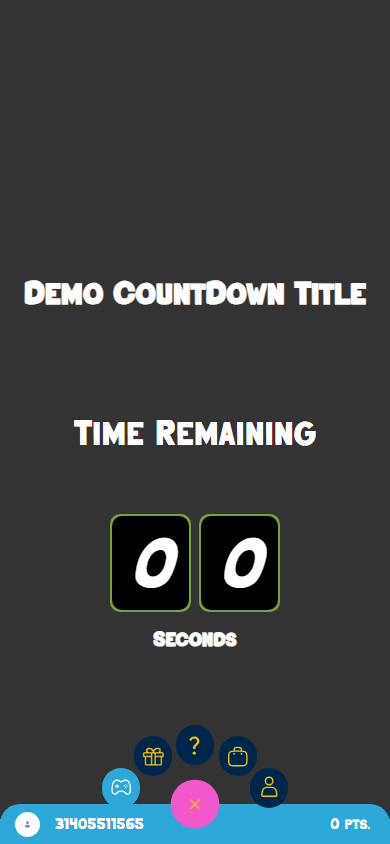 Demo CountDown Title
Time Remaining
0 0
Seconds
?
31405511565
0 pts.